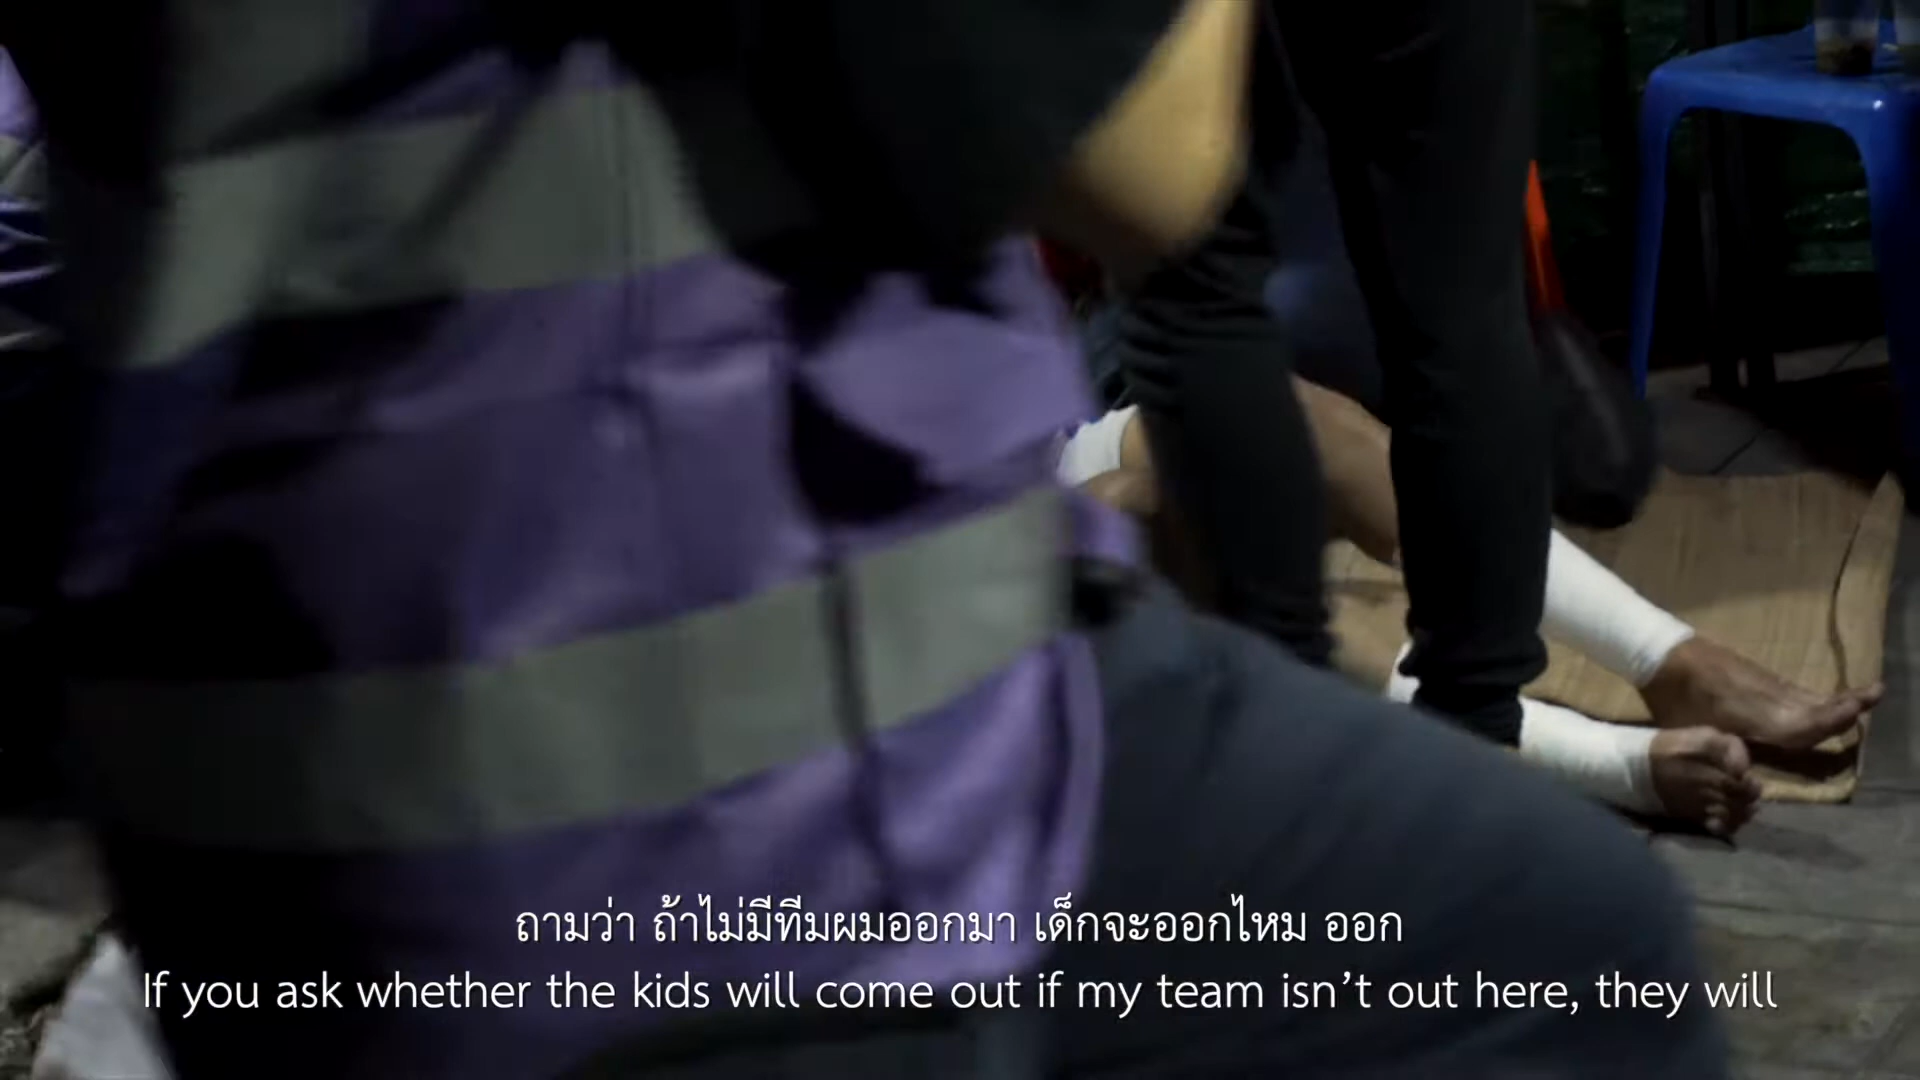 ถามว่า ถ้าไม่มีทีมผมออกมา เด็กจะออกไหม ออก
If you ask whether the kids will come out if my team isn’t out here, they will